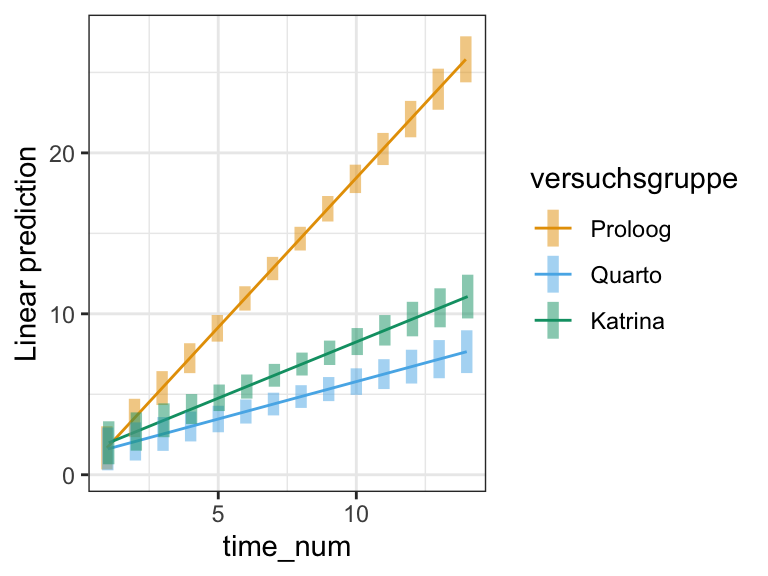 Linear prediction
20
10
0
5
10
time_num
versuchsgruppe
Proloog
Quarto
Katrina